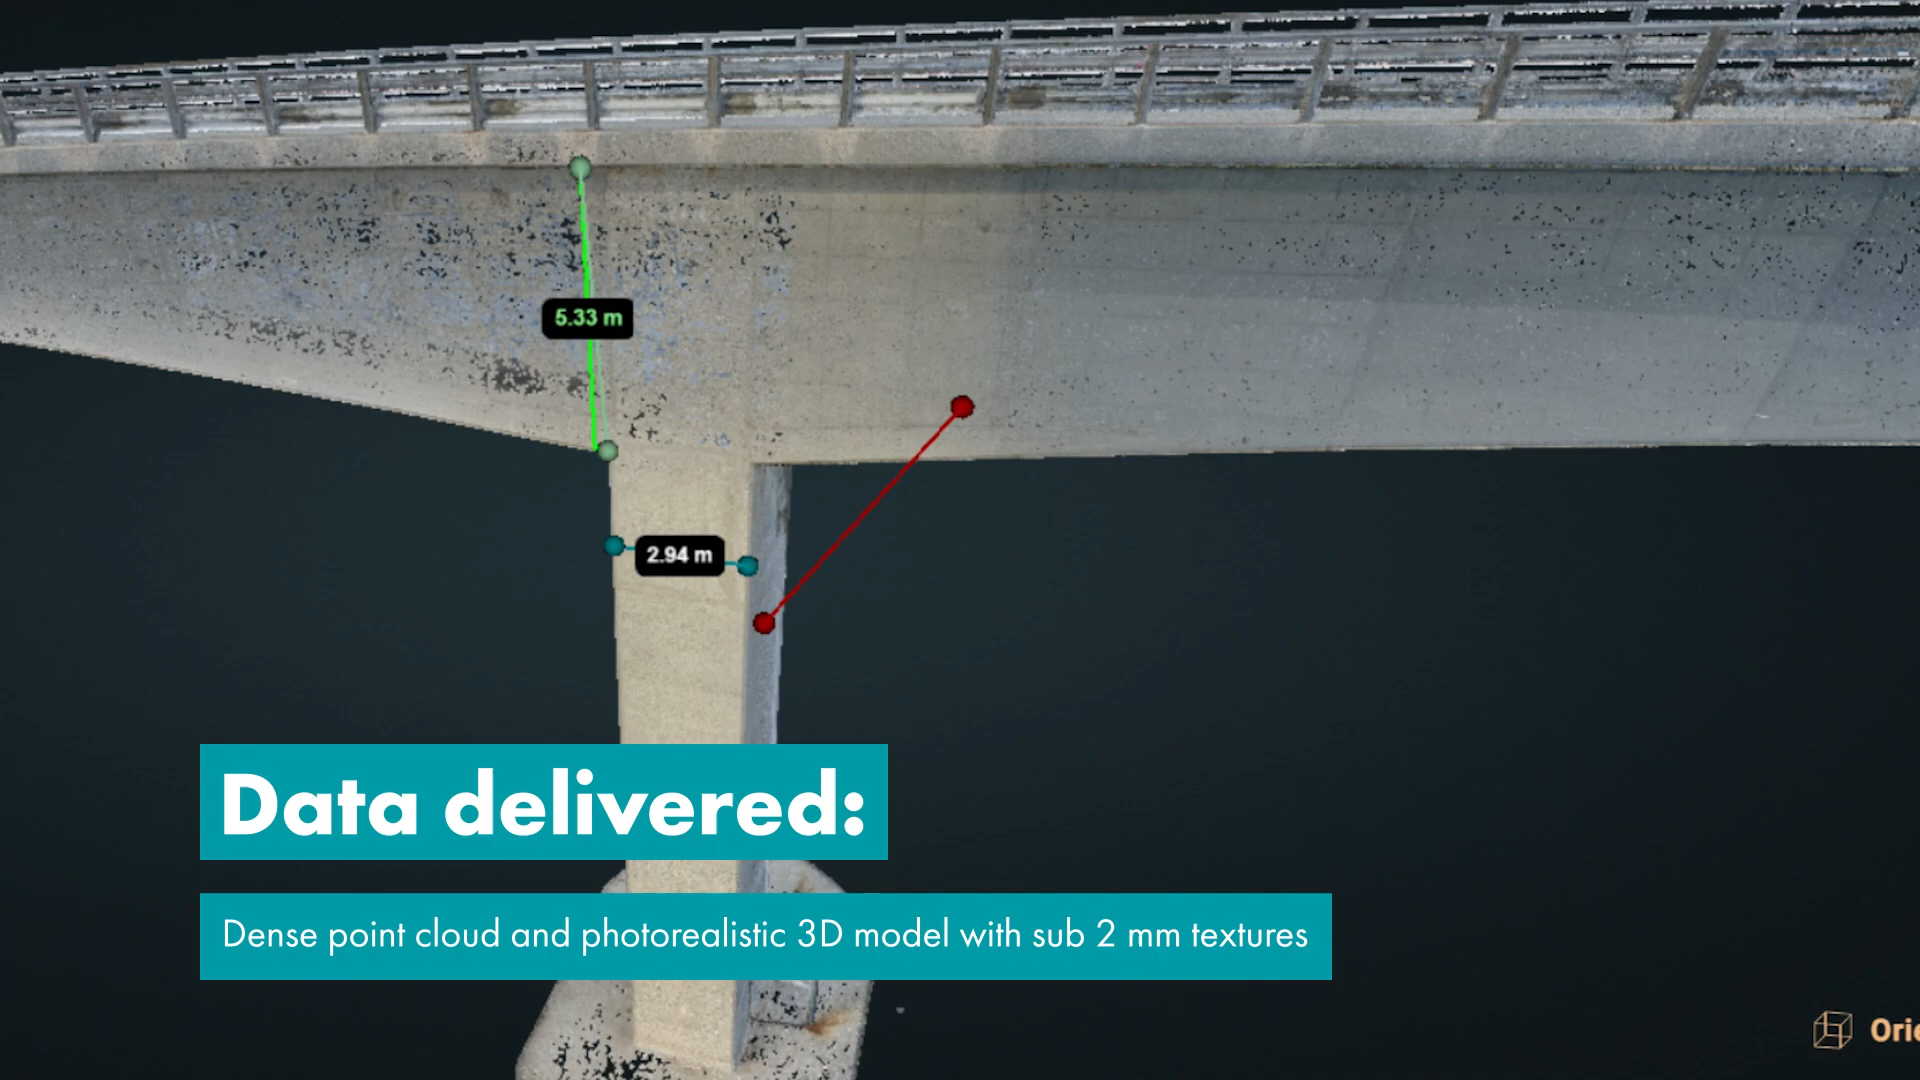 5.33 m
2.94 m
Data delivered:
Dense point cloud and photorealistic 3D model with sub 2 mm textures